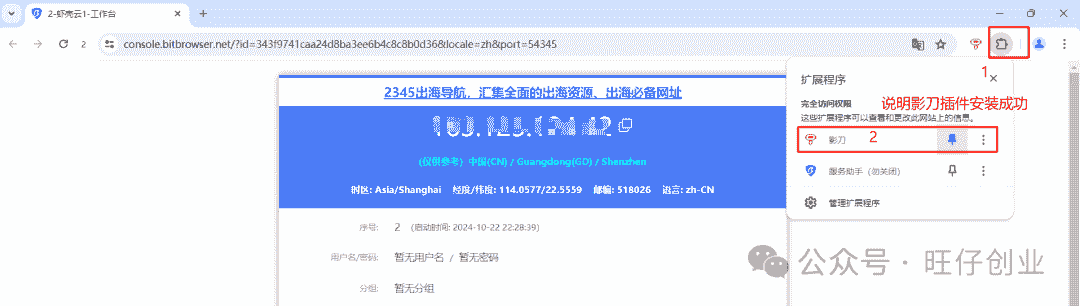 2-虾壳云1-工作台
2 console.bitbrowser.net/?id=343f9741caa24d8ba3ee6b4c8c8b0d36&locale=zh&port=54345
扩展程序
1
完全访问权限
说明影刀插件安装成功
这些扩展程序可以查看和更改此网站上的信息。
影刀
2
服务助手（勿关闭）
管理扩展程序
2345出海导航，汇集全面的出海资源、出海必备网址
(仅供参考) 中国(CN) / Guangdong(GD) / Shenzhen
时区: Asia/Shanghai 经度/纬度: 114.0577/22.5559 邮编: 518026 语言: zh-CN
序号: 2 (启动时间: 2024-10-22 22:28:39)
用户名/密码: 暂无用户名 / 暂无密码
分组: 暂无分组
公众号 · 旺仔创业